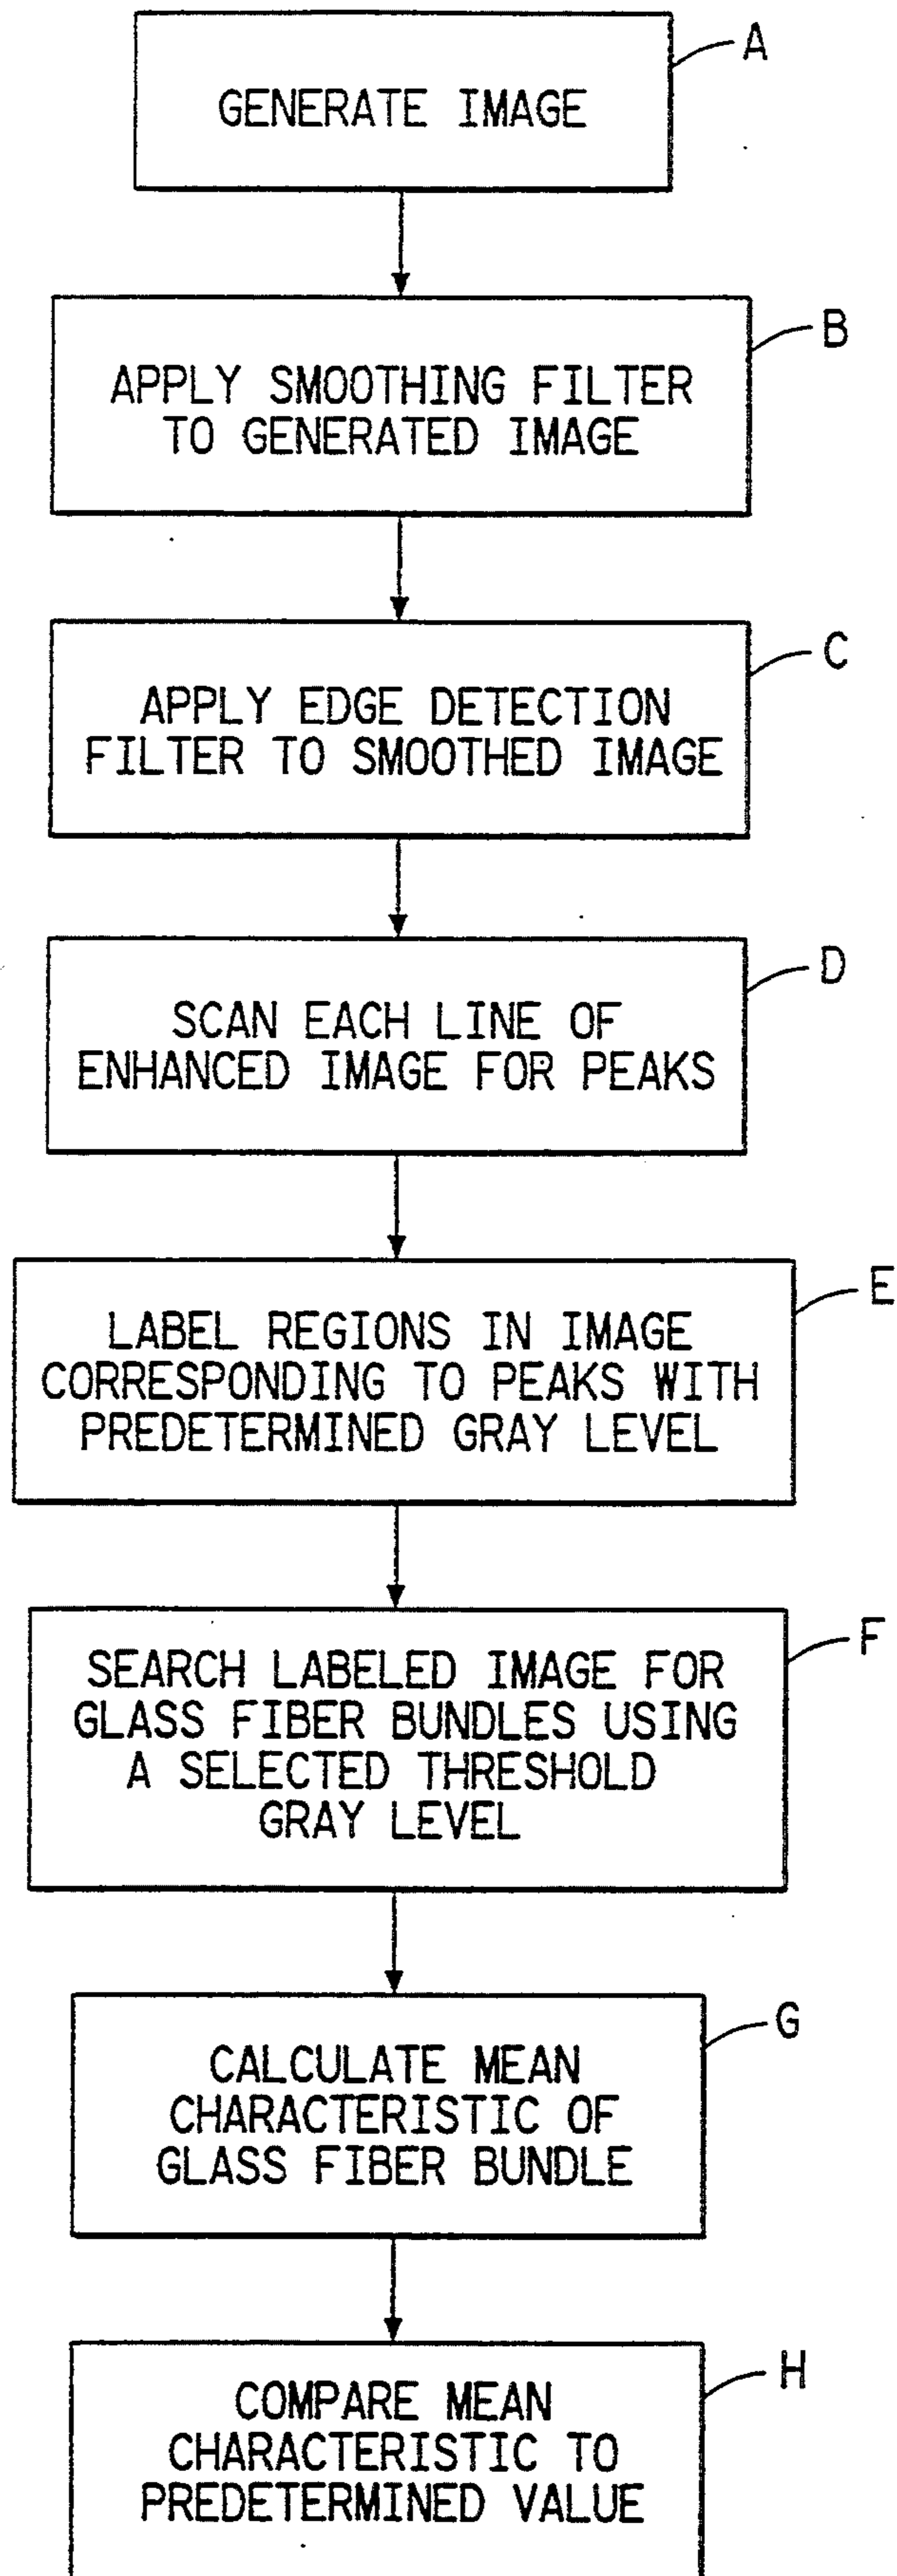 A
GENERATE IMAGE
B
APPLY SMOOTHING FILTER
TO GENERATED IMAGE
C
APPLY EDGE DETECTION
FILTER TO SMOOTHED IMAGE
D
SCAN EACH LINE OF
ENHANCED IMAGE FOR PEAKS
E
LABEL REGIONS IN IMAGE
CORRESPONDING TO PEAKS WITH
PREDETERMINED GRAY LEVEL
F
SEARCH LABELED IMAGE FOR
GLASS FIBER BUNDLES USING
A SELECTED THRESHOLD
GRAY LEVEL
G
CALCULATE MEAN
CHARACTERISTIC OF
GLASS FIBER BUNDLE
H
COMPARE MEAN
CHARACTERISTIC TO
PREDETERMINED VALUE